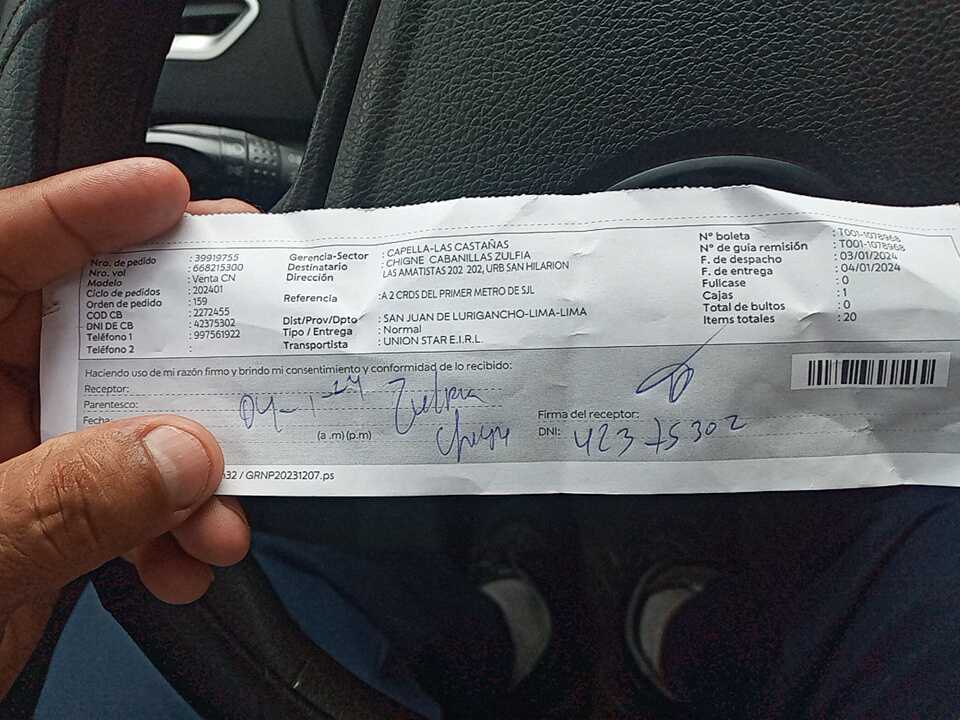 Nro. de pedido : 39919755
Nro. vol : 668215300
Modelo : Venta CN
Ciclo de pedidos : 202401
Orden de pedido : 159
COD CB : 2272455
DNI DE CB : 42375302
Teléfono 1 : 997561922
Teléfono 2 :
Gerencia-Sector : CAPELLA-LAS CASTAÑAS
Destinatario : CHIGNE CABANILLAS ZULFIA
Dirección LAS AMATISTAS 202 202, URB SAN HILARION
Referencia : A 2 CRDS DEL PRIMER METRO DE SJL
Dist/Prov/Dpto : SAN JUAN DE LURIGANCHO-LIMA-LIMA
Tipo / Entrega : Normal
Transportista : UNION STAR E.I.R.L.
N° boleta : T001-1078968
N° de guía remisión : T001-1078968
F. de despacho : 03/01/2024
F. de entrega : 04/01/2024
Fullcase : 0
Cajas : 1
Total de bultos : 0
Items totales : 20
Haciendo uso de mi razón firmo y brindo mi consentimiento y conformidad de lo recibido:
Receptor:
Parentesco:
Fecha 04-1-24
(a.m)(p.m)
Zulfia
Chigne
Firma del receptor:
DNI: 42375302
32 / GRNP20231207.ps